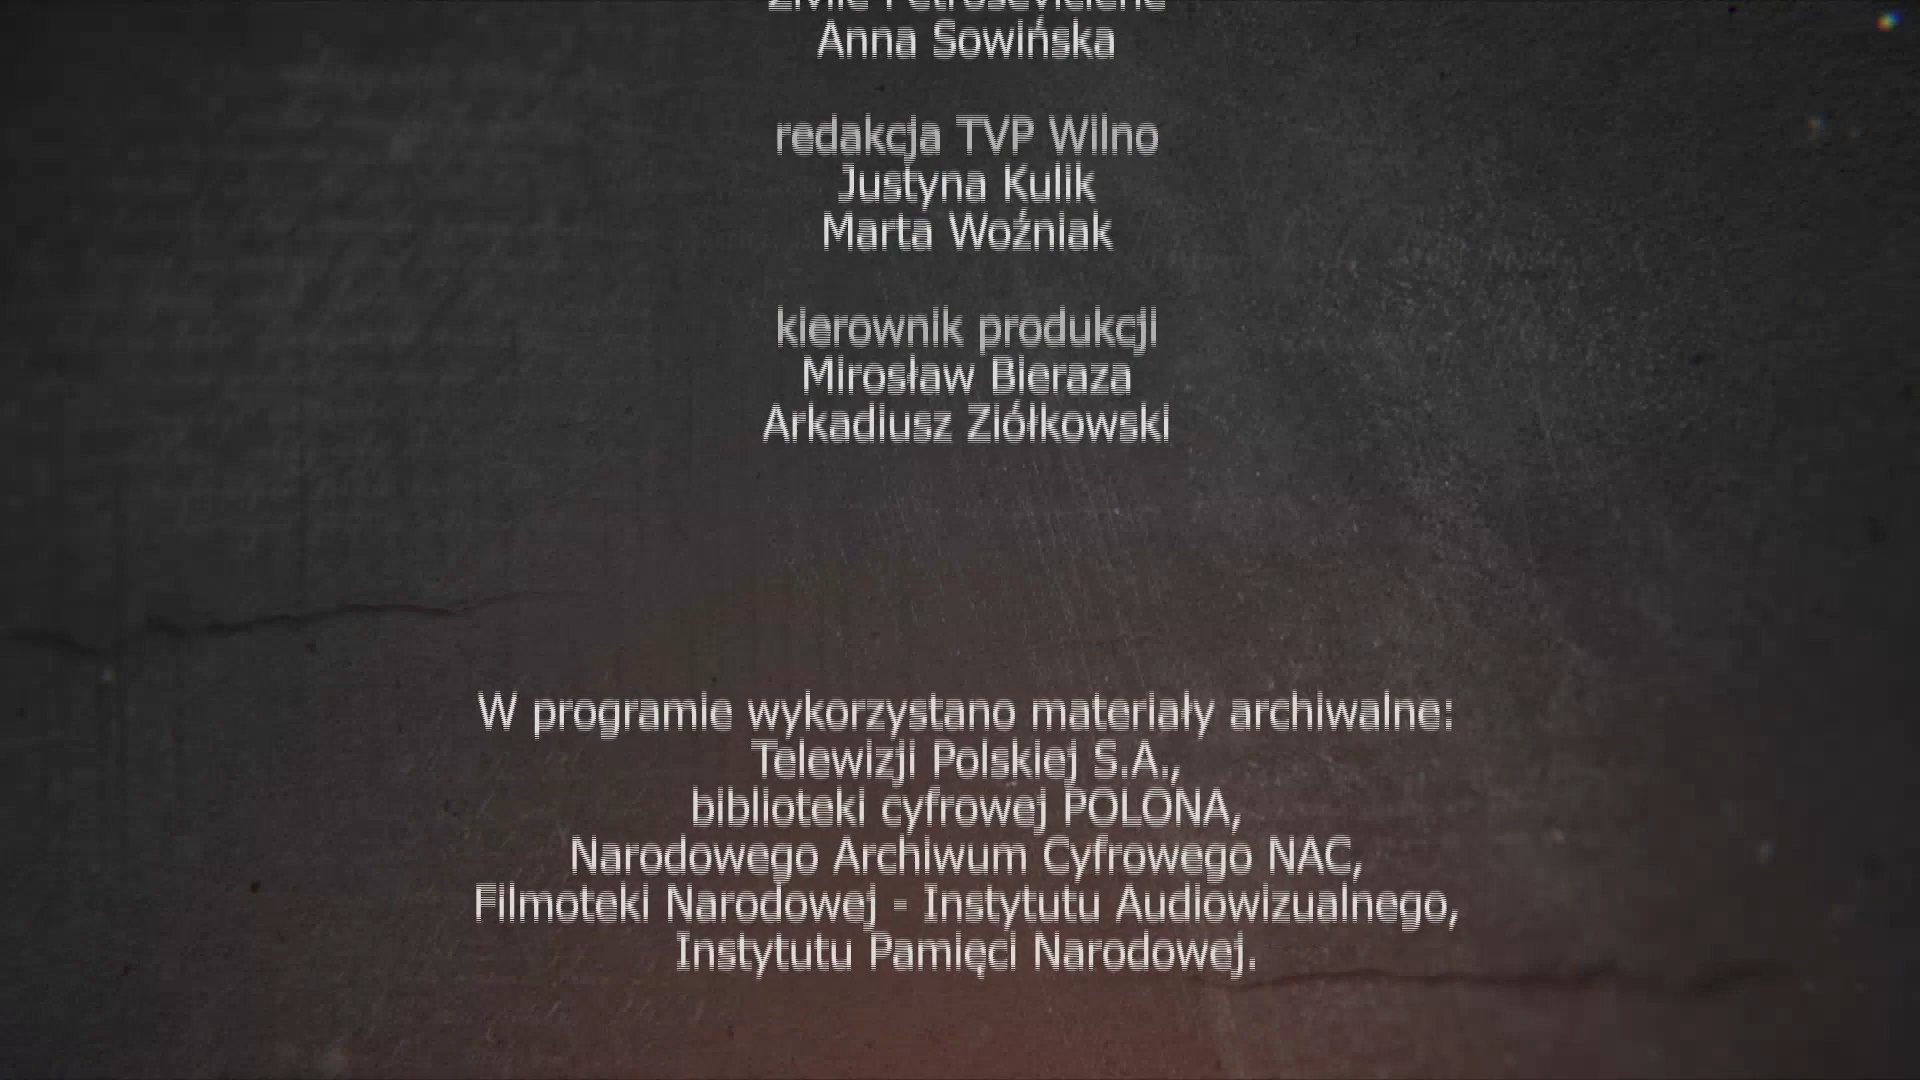 Anna Sowińska
redakcja TVP Wilno
Justyna Kulik
Marta Woźniak
kierownik produkcji
Mirosław Bieraza
Arkadiusz Ziółkowski
W programie wykorzystano materiały archiwalne:
Telewizji Polskiej S.A.,
biblioteki cyfrowej POLONA,
Narodowego Archiwum Cyfrowego NAC,
Filmoteki Narodowej - Instytutu Audiowizualnego,
Instytutu Pamięci Narodowej.